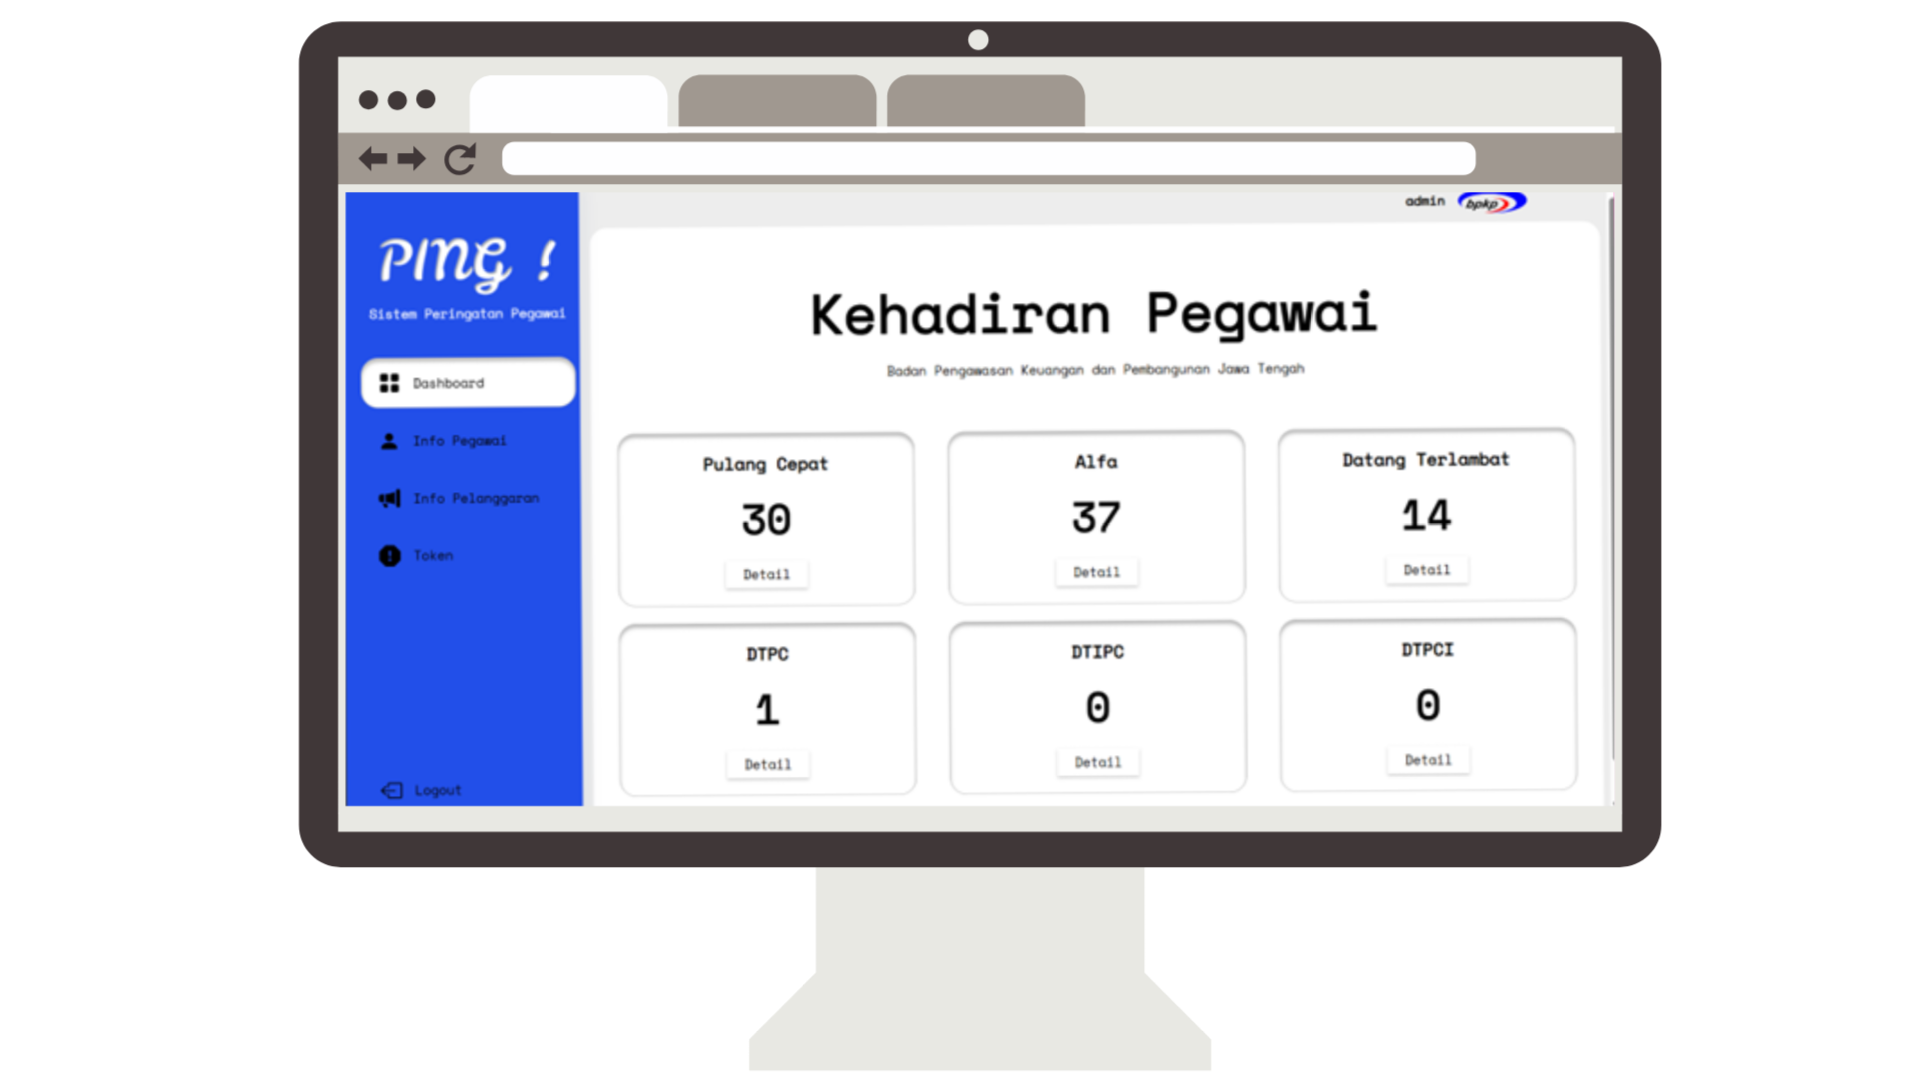 admin bpkp
PING !
Sistem Peringatan Pegawai
Dashboard
Info Pegawai
Info Pelanggaran
Token
Logout
Kehadiran Pegawai
Badan Pengawasan Keuangan dan Pembangunan Jawa Tengah
Pulang Cepat
30
Detail
Alfa
37
Detail
Datang Terlambat
14
Detail
DTPC
1
Detail
DTIPC
0
Detail
DTPCI
0
Detail